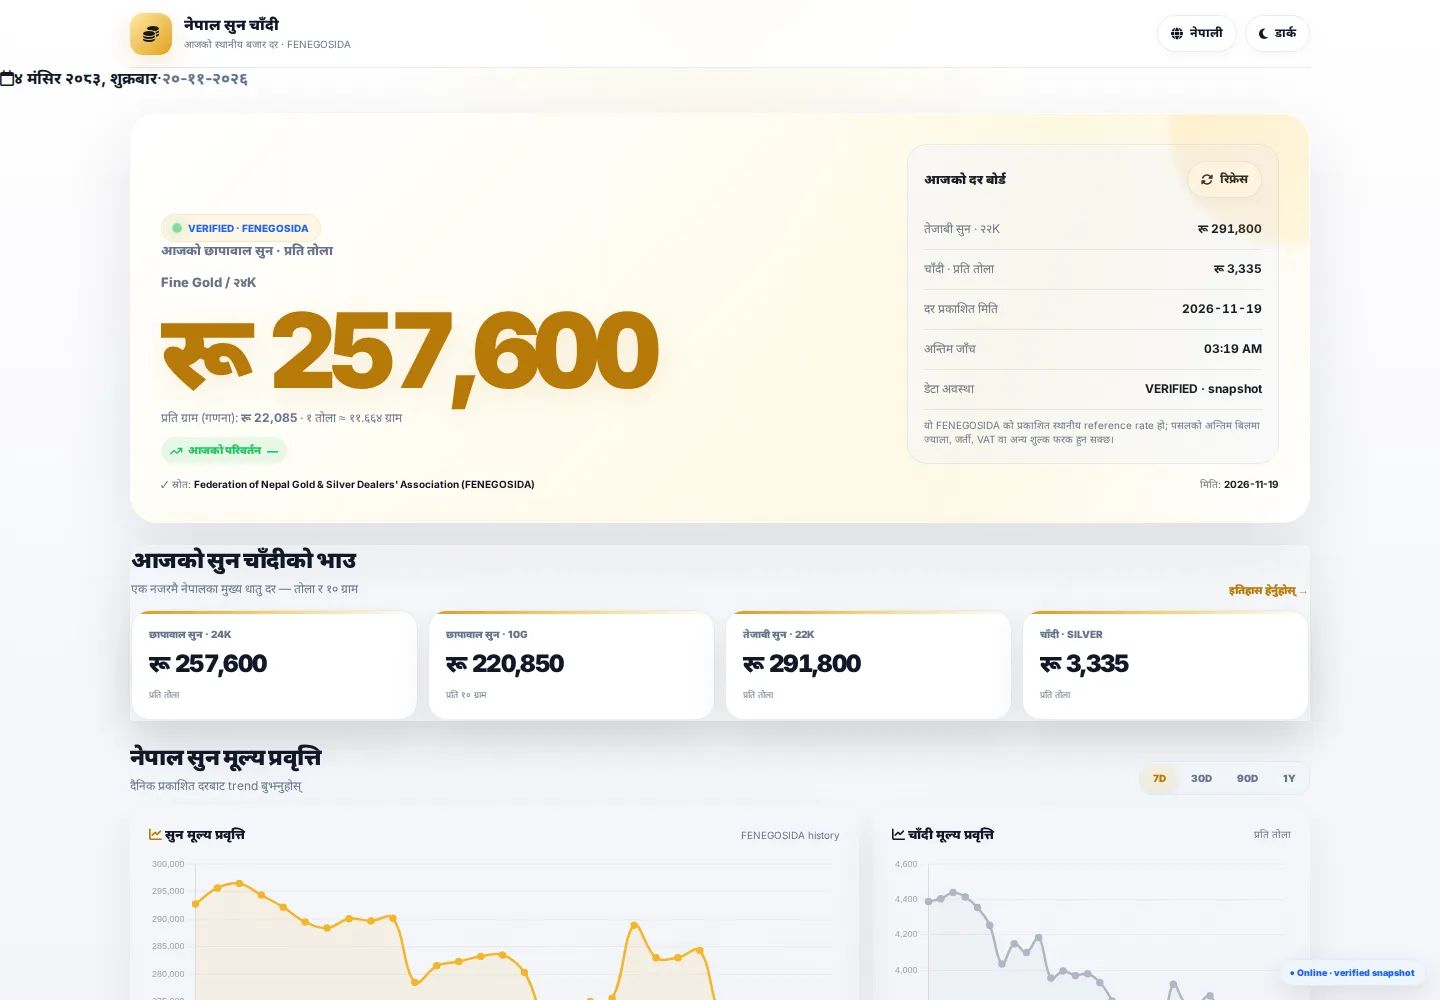 नेपाल सुन चाँदी
आजको स्थानीय बजार दर · FENEGOSIDA
नेपाली
डार्क
४ मंसिर २०८३, शुक्रबार · २०-११-२०२६
VERIFIED · FENEGOSIDA
आजको छापावाल सुन · प्रति तोला
Fine Gold / २४K
रू 257,600
प्रति ग्राम (गणना): रू 22,085 · १ तोला ≈ ११.६६४ ग्राम
आजको परिवर्तन —
✓ स्रोत: Federation of Nepal Gold & Silver Dealers' Association (FENEGOSIDA)
आजको दर बोर्ड
रिफ्रेस
तेजाबी सुन · २२K रू 291,800
चाँदी · प्रति तोला रू 3,335
दर प्रकाशित मिति 2026-11-19
अन्तिम जाँच 03:19 AM
डेटा अवस्था VERIFIED · snapshot
यो FENEGOSIDA को प्रकाशित स्थानीय reference rate हो; पसलको अन्तिम बिलमा
ज्याला, जर्ती, VAT वा अन्य शुल्क फरक हुन सक्छ।
मिति: 2026-11-19
आजको सुन चाँदीको भाउ
एक नजरमै नेपालका मुख्य धातु दर — तोला र १० ग्राम
इतिहास हेर्नुहोस् →
छापावाल सुन · 24K
रू 257,600
प्रति तोला
छापावाल सुन · 10G
रू 220,850
प्रति १० ग्राम
तेजाबी सुन · 22K
रू 291,800
प्रति तोला
चाँदी · SILVER
रू 3,335
प्रति तोला
नेपाल सुन मूल्य प्रवृत्ति
दैनिक प्रकाशित दरबाट trend बुझ्नुहोस्
7D 30D 90D 1Y
सुन मूल्य प्रवृत्ति
FENEGOSIDA history
300,000
295,000
290,000
285,000
280,000
चाँदी मूल्य प्रवृत्ति
प्रति तोला
4,600
4,400
4,200
4,000
• Online · verified snapshot